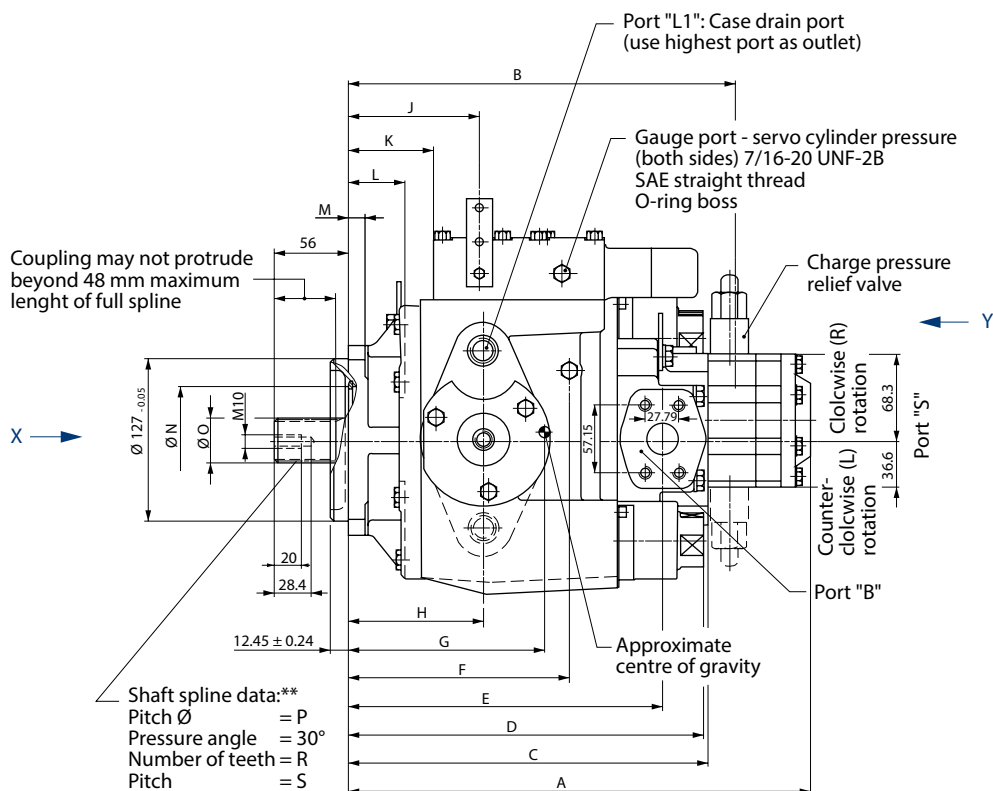 Port "L1": Case drain port
(use highest port as outlet)
B
J
K
L
M
56
Gauge port - servo cylinder pressure
(both sides) 7/16-20 UNF-2B
SAE straight thread
O-ring boss
Coupling may not protrude
beyond 48 mm maximum
lenght of full spline
Charge pressure
relief valve
Y
X
Ø 127 -0.05
Ø N
Ø O
M10
57.15
27.79
Clolcwise (R)
rotation
68.3
Port "S"
36.6
Counter-
clolcwise (L)
rotation
20
28.4
Port "B"
H
12.45 ± 0.24
G
Approximate
centre of gravity
F
E
Shaft spline data:**
Pitch Ø = P
Pressure angle = 30°
Number of teeth = R
Pitch = S
D
C
A